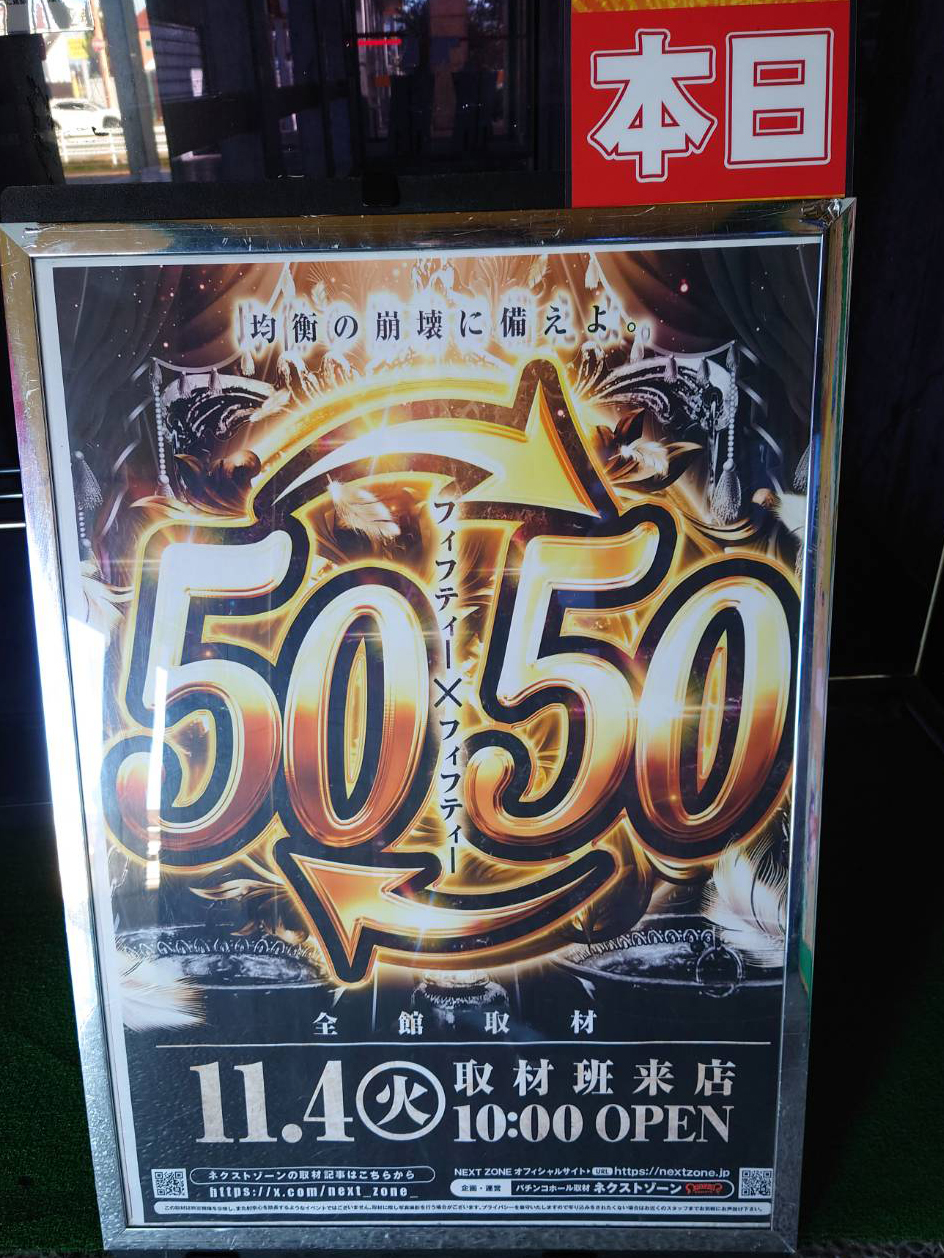 本日
均衡の崩壊に備えよ。
50 50
フィフティー×フィフティー
全館取材
11.4火
取材班来店
10:00 OPEN
ネクストゾーンの取材記事はこちらから
https://x.com/next_zone_
NEXT ZONE オフィシャルサイト URL https://nextzone.jp
企画・運営 パチンコホール取材 ネクストゾーン